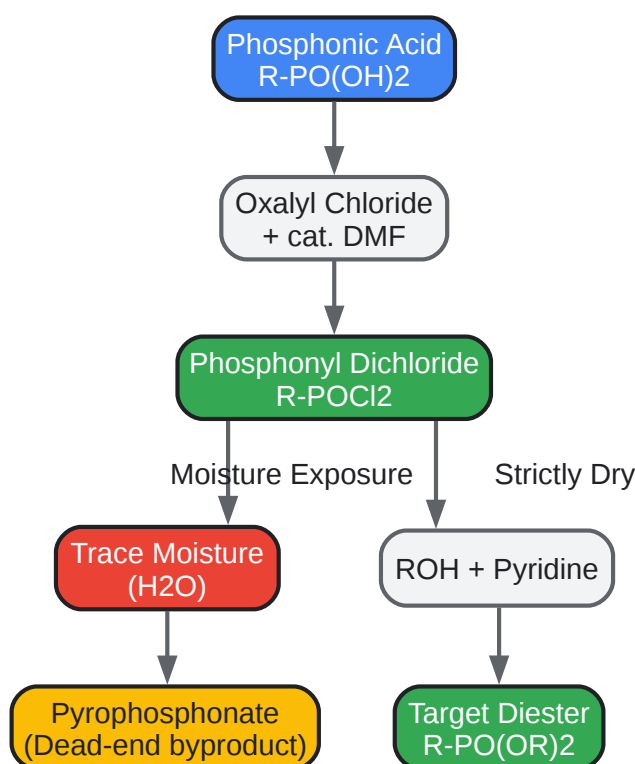 Phosphonic Acid
R-PO(OH)2
Oxalyl Chloride
+ cat. DMF
Phosphonyl Dichloride
R-POCl2
Moisture Exposure
Strictly Dry
Trace Moisture
(H2O)
ROH + Pyridine
Pyrophosphonate
(Dead-end byproduct)
Target Diester
R-PO(OR)2